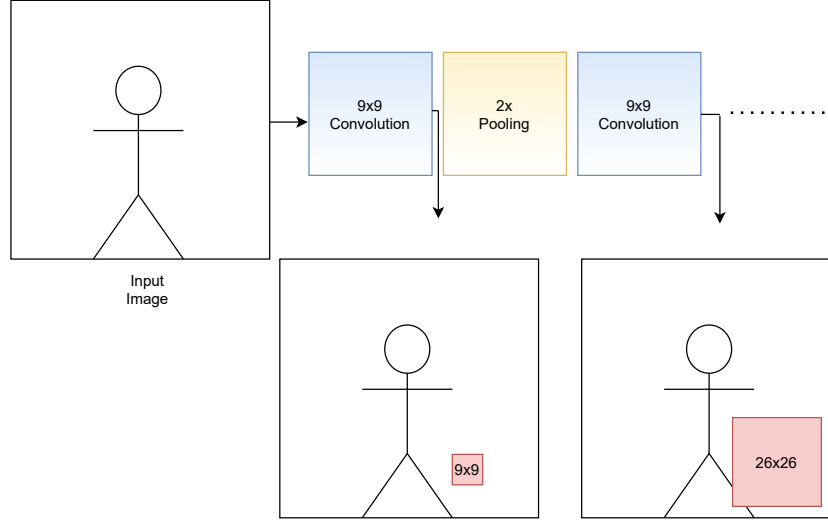 9x9
Convolution
2x
Pooling
9x9
Convolution
Input
Image
9x9
26x26